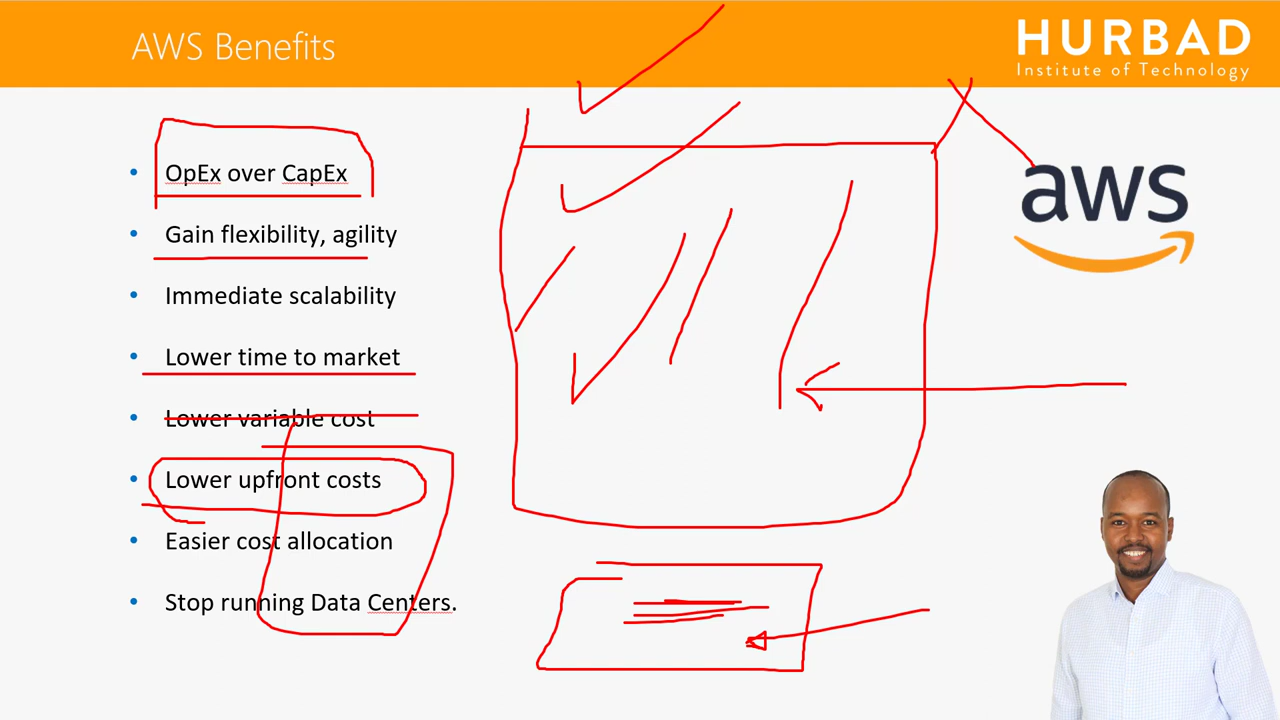 AWS Benefits
HURBAD
Institute of Technology
OpEx over CapEx
Gain flexibility, agility
Immediate scalability
Lower time to market
Lower variable cost
Lower upfront costs
Easier cost allocation
Stop running Data Centers.
aws